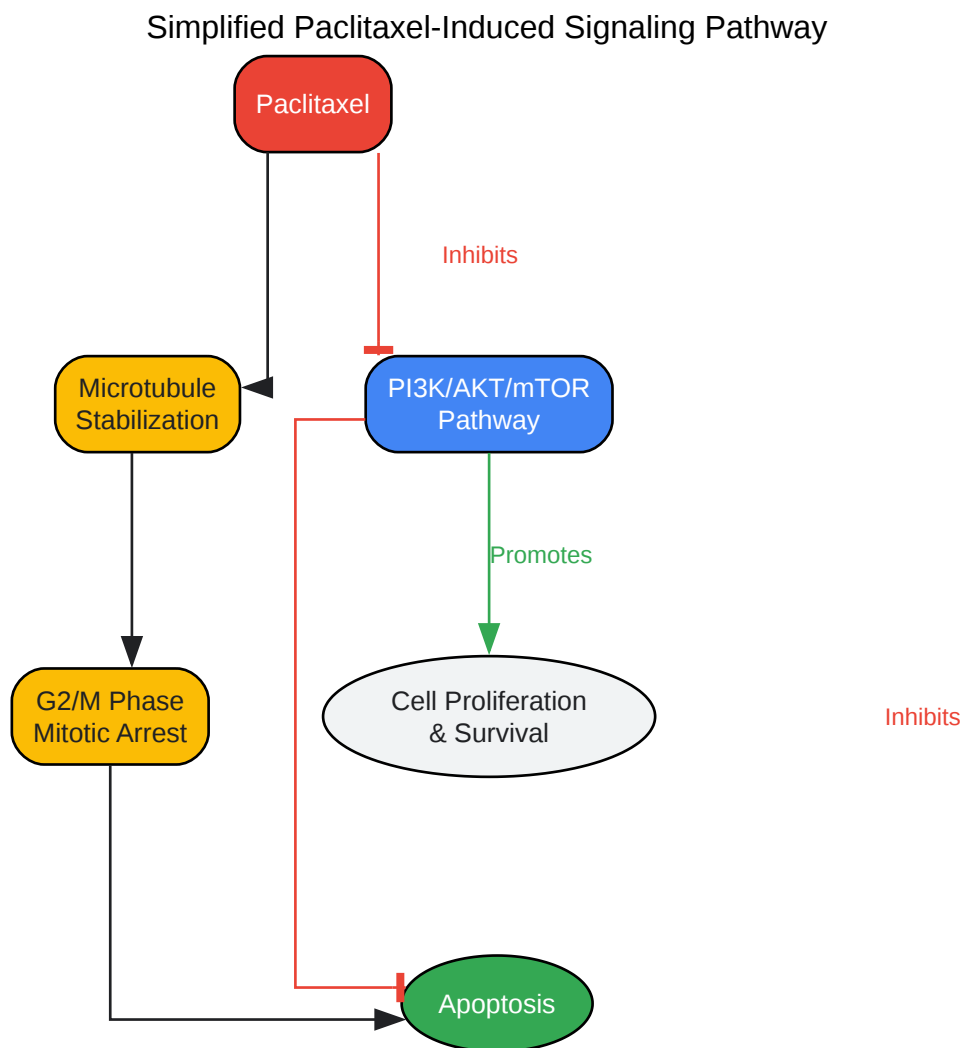 Simplified Paclitaxel-Induced Signaling Pathway
Paclitaxel
Inhibits
Microtubule
Stabilization
PI3K/AKT/mTOR
Pathway
Promotes
G2/M Phase
Mitotic Arrest
Cell Proliferation
& Survival
Inhibits
Apoptosis